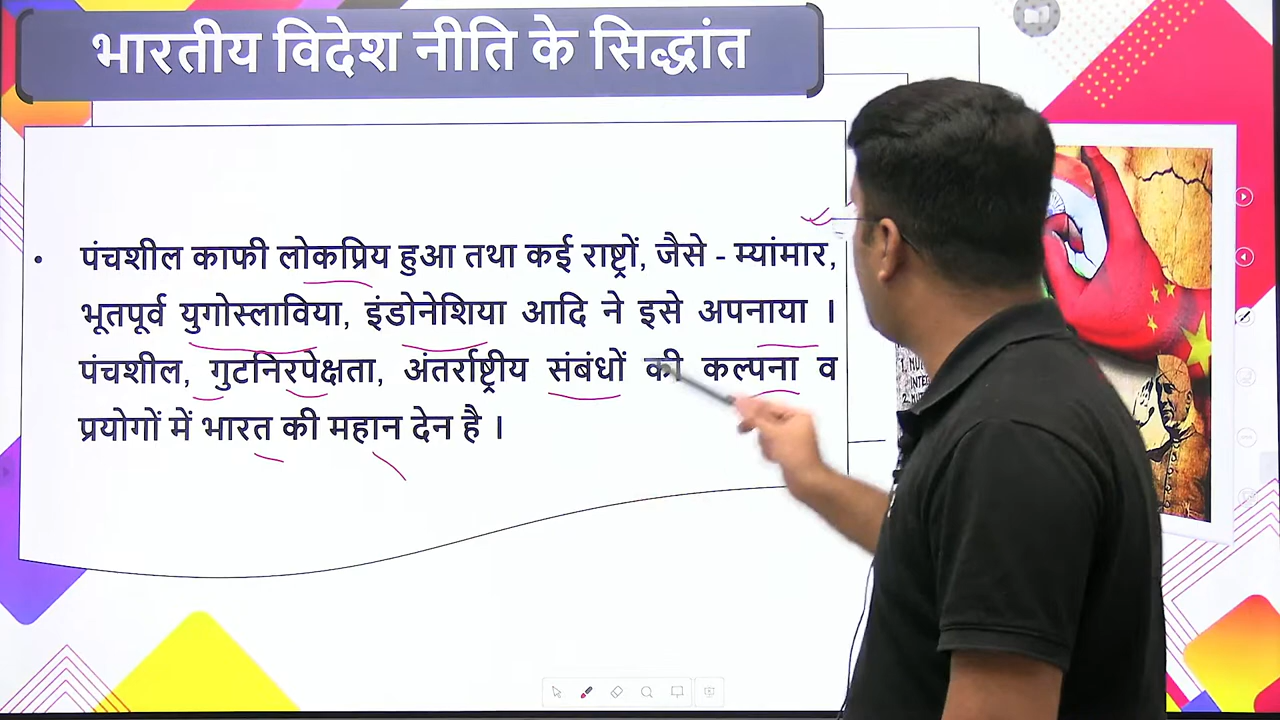 भारतीय विदेश नीति के सिद्धांत
• पंचशील काफी लोकप्रिय हुआ तथा कई राष्ट्रों, जैसे - म्यांमार,
भूतपूर्व युगोस्लाविया, इंडोनेशिया आदि ने इसे अपनाया ।
पंचशील, गुटनिरपेक्षता, अंतर्राष्ट्रीय संबंधों की कल्पना व
प्रयोगों में भारत की महान देन है ।